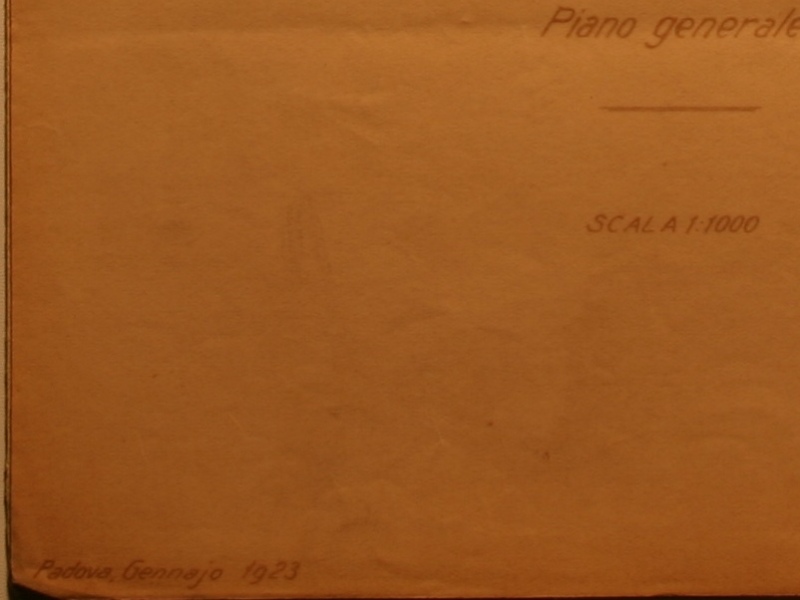 Piano generale
SCALA 1:1000
Padova, Gennajo 1923